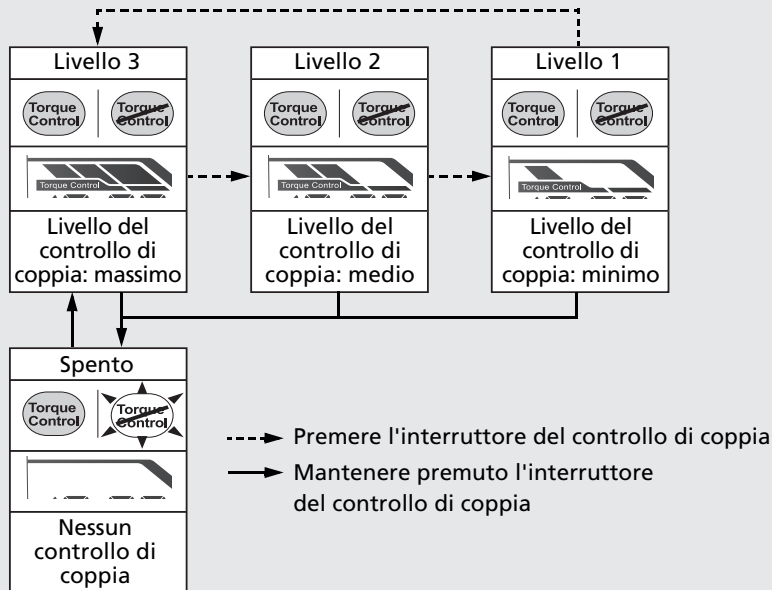 Livello 3
Torque
Control
Torque
Control
Torque Control
Livello del
controllo di
coppia: massimo
Livello 2
Torque
Control
Torque
Control
Torque Control
Livello del
controllo di
coppia: medio
Livello 1
Torque
Control
Torque
Control
Torque Control
Livello del
controllo di
coppia: minimo
Spento
Torque
Control
Torque
Control
Nessun
controllo di
coppia
Premere l'interruttore del controllo di coppia
Mantenere premuto l'interruttore
del controllo di coppia